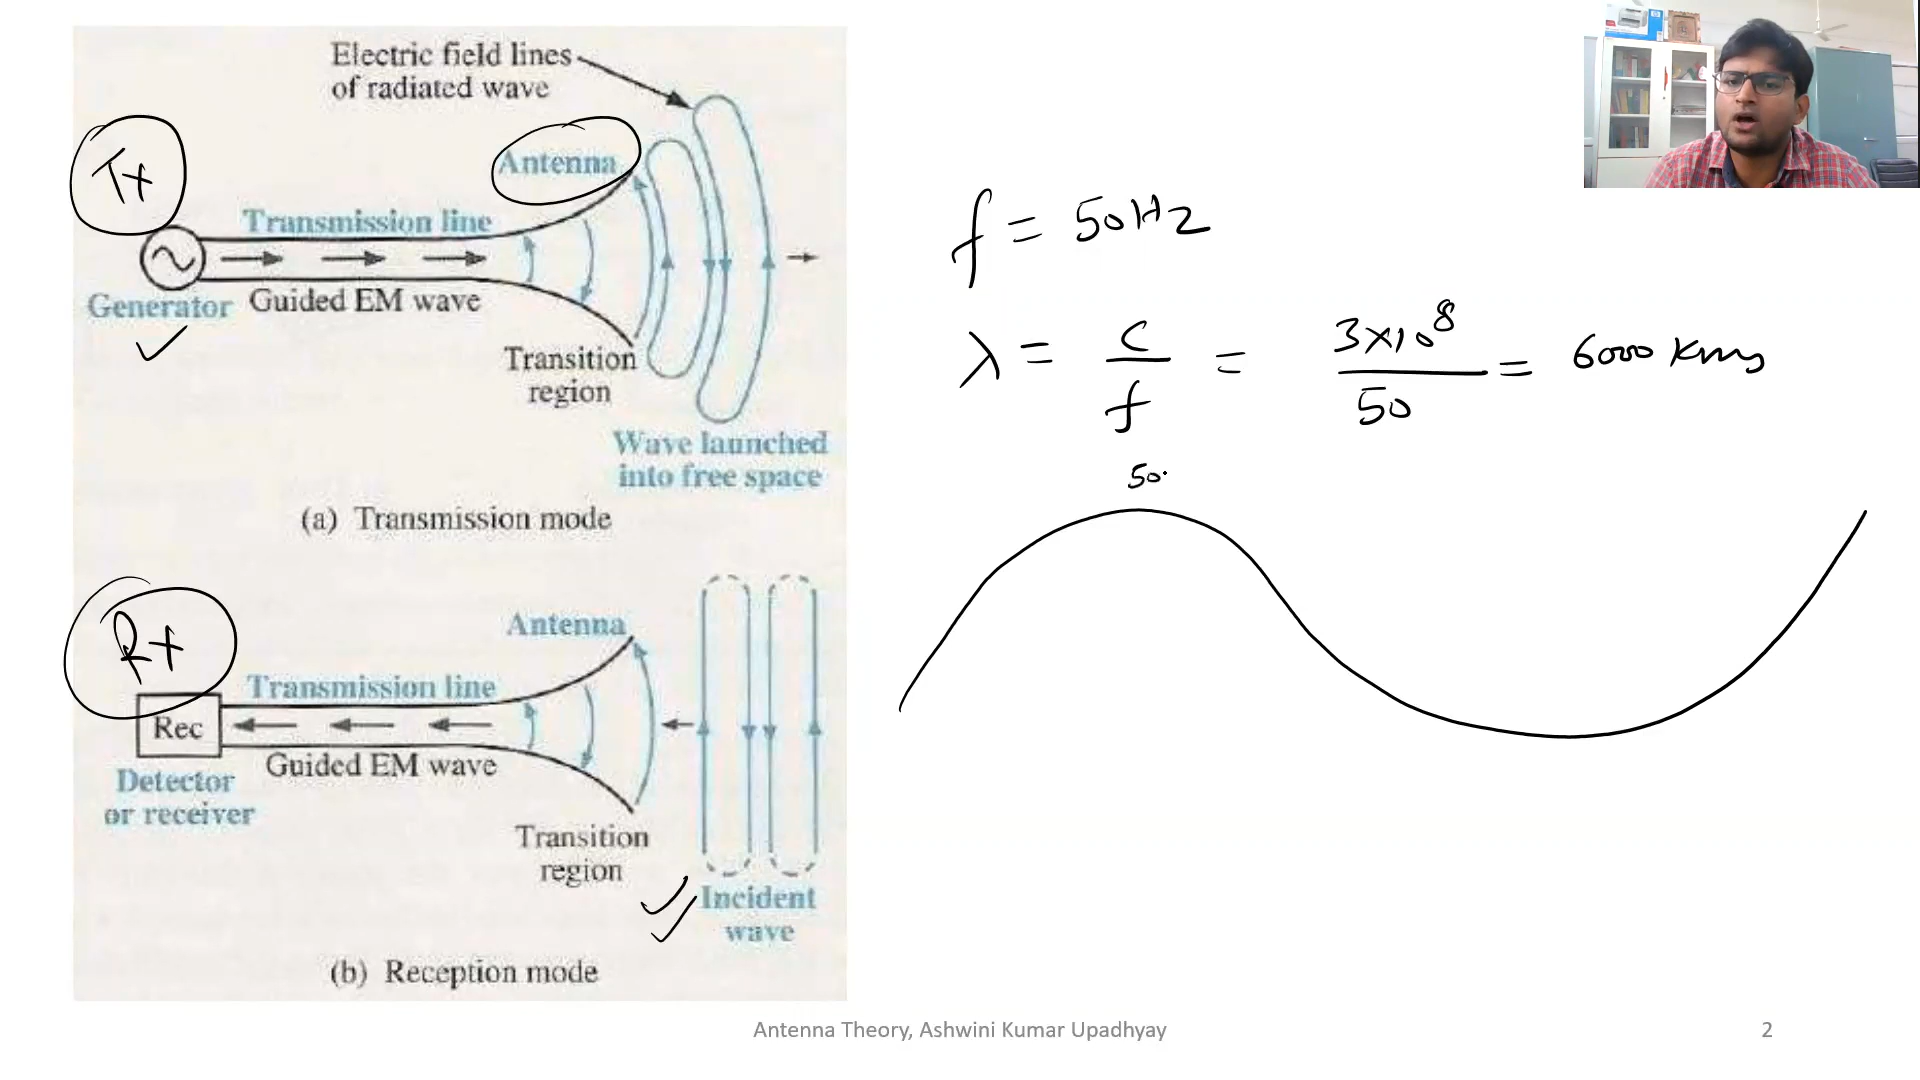 Electric field lines
of radiated wave
Tx
Antenna
Transmission line
Generator
Guided EM wave
Transition
region
Wave launched
into free space
(a) Transmission mode
Rx
Antenna
Transmission line
Rec
Guided EM wave
Detector
or receiver
Transition
region
Incident
wave
(b) Reception mode
f = 50Hz
λ = c/f = 3×10⁸/50 = 6000 Kms
50.
Antenna Theory, Ashwini Kumar Upadhyay
2